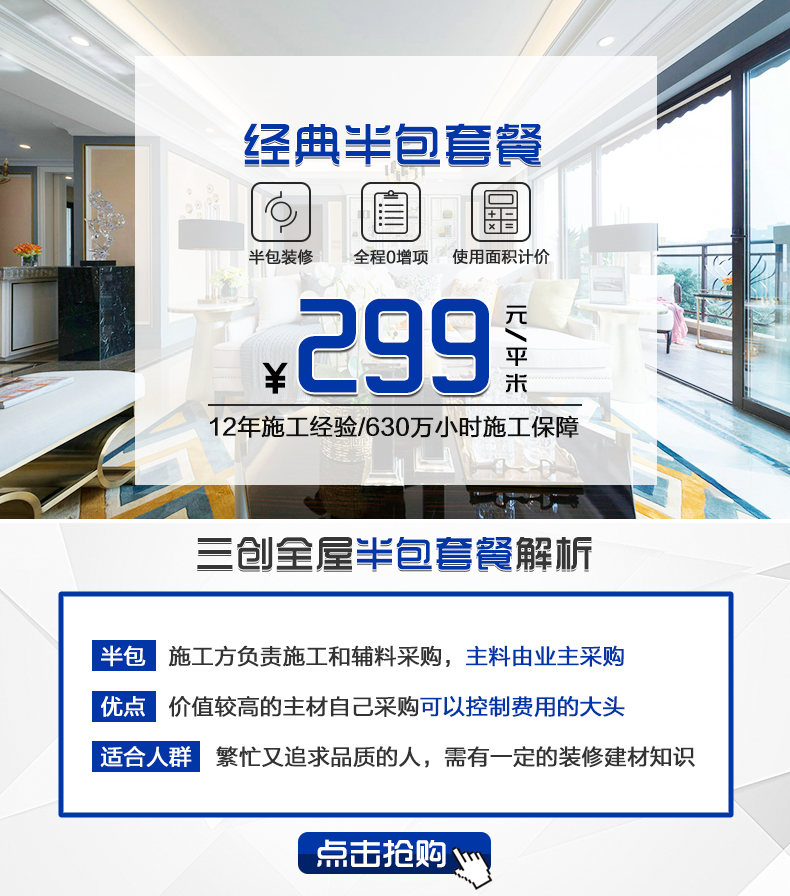 经典半包套餐
半包装修 全程0增项 使用面积计价
¥299元/平米
12年施工经验/630万小时施工保障
三创全屋半包套餐解析
半包 施工方负责施工和辅料采购，主料由业主采购
优点 价值较高的主材自己采购可以控制费用的大头
适合人群 繁忙又追求品质的人，需有一定的装修建材知识
点击抢购